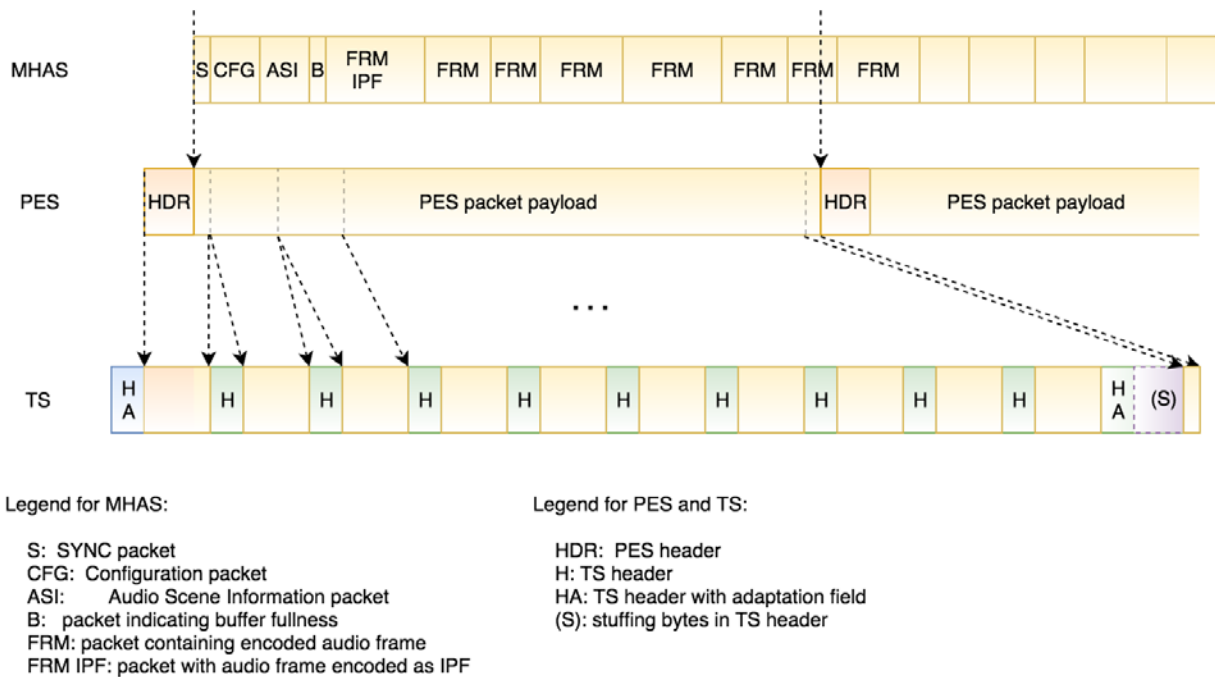 MHAS
S
CFG
ASI
B
FRM
IPF
FRM
FRM
FRM
FRM
FRM
FRM
FRM
PES
HDR
PES packet payload
HDR
PES packet payload
...
TS
H
A
H
H
H
H
H
H
H
H
H
H
A
(S)
Legend for MHAS:
S: SYNC packet
CFG: Configuration packet
ASI: Audio Scene Information packet
B: packet indicating buffer fullness
FRM: packet containing encoded audio frame
FRM IPF: packet with audio frame encoded as IPF
Legend for PES and TS:
HDR: PES header
H: TS header
HA: TS header with adaptation field
(S): stuffing bytes in TS header